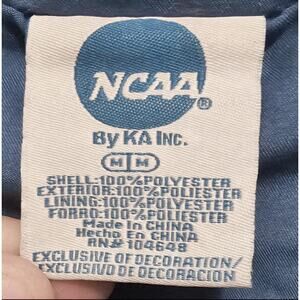 NCAA®
By KA INC.
M M
SHELL:100% POLYESTER
EXTERIOR:100% POLIESTER
LINING:100% POLYESTER
FORRO:100% POLIESTER
Made In CHINA
Hecho En CHINA
RN# 104648
EXCLUSIVE OF DECORATION/
EXCLUSIVO DE DECORACION